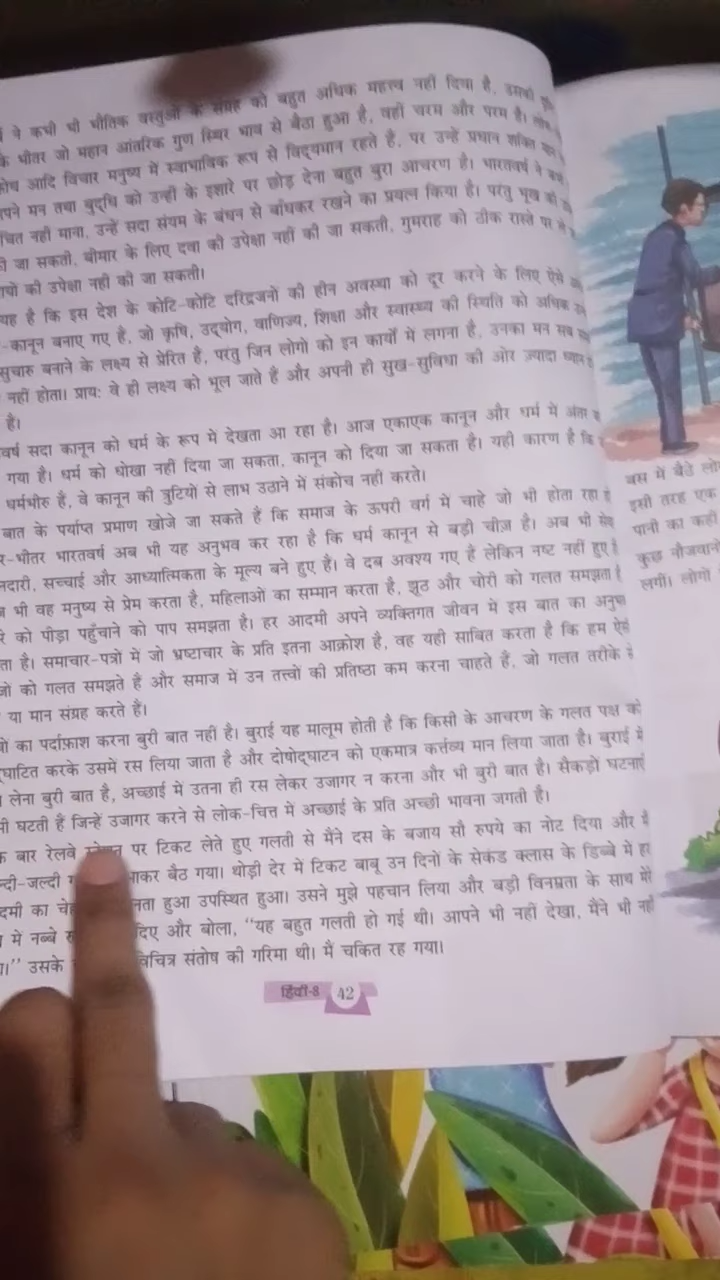 ने कभी भी भौतिक वस्तुओं के संग्रह को बहुत अधिक महत्त्व नहीं दिया है, उसकी
के भीतर जो महान आंतरिक गुण स्थिर भाव से बैठा हुआ है, वही चरम और परम है।
आदि विचार मनुष्य में स्वाभाविक रूप से विद्यमान रहते हैं, पर उन्हें प्रधान शक्ति मान
अपने मन तथा बुद्धि को उन्हीं के इशारे पर छोड़ देना बहुत बुरा आचरण है। भारतवर्ष ने
चित नहीं माना, उन्हें सदा संयम के बंधन से बाँधकर रखने का प्रयत्न किया है। परंतु भूख की
की जा सकती, बीमार के लिए दवा की उपेक्षा नहीं की जा सकती, गुमराह को ठीक रास्ते पर ले
की उपेक्षा नहीं की जा सकती।
यह है कि इस देश के कोटि-कोटि दरिद्रजनों की हीन अवस्था को दूर करने के लिए ऐसे
-कानून बनाए गए हैं, जो कृषि, उद्योग, वाणिज्य, शिक्षा और स्वास्थ्य की स्थिति को अधिक
सुचारु बनाने के लक्ष्य से प्रेरित हैं, परंतु जिन लोगों को इन कार्यों में लगना है, उनका मन सब
नहीं होता। प्रायः वे ही लक्ष्य को भूल जाते हैं और अपनी ही सुख-सुविधा की ओर ज़्यादा ध्यान
है।
वर्ष सदा कानून को धर्म के रूप में देखता आ रहा है। आज एकाएक कानून और धर्म में अंतर
गया है। धर्म को धोखा नहीं दिया जा सकता, कानून को दिया जा सकता है। यही कारण है कि
धर्मभीरु हैं, वे कानून की त्रुटियों से लाभ उठाने में संकोच नहीं करते।
बात के पर्याप्त प्रमाण खोजे जा सकते हैं कि समाज के ऊपरी वर्ग में चाहे जो भी होता रहा हो
र-भीतर भारतवर्ष अब भी यह अनुभव कर रहा है कि धर्म कानून से बड़ी चीज़ है। अब भी
नदारी, सच्चाई और आध्यात्मिकता के मूल्य बने हुए हैं। वे दब अवश्य गए हैं लेकिन नष्ट नहीं हुए हैं
भी वह मनुष्य से प्रेम करता है, महिलाओं का सम्मान करता है, झूठ और चोरी को गलत समझता है
रे को पीड़ा पहुँचाने को पाप समझता है। हर आदमी अपने व्यक्तिगत जीवन में इस बात का अनुभ
ता है। समाचार-पत्रों में जो भ्रष्टाचार के प्रति इतना आक्रोश है, वह यही साबित करता है कि हम ऐसी
जों को गलत समझते हैं और समाज में उन तत्त्वों की प्रतिष्ठा कम करना चाहते हैं, जो गलत तरीके से
या मान संग्रह करते हैं।
षों का पर्दाफ़ाश करना बुरी बात नहीं है। बुराई यह मालूम होती है कि किसी के आचरण के गलत पक्ष को
घाटित करके उसमें रस लिया जाता है और दोषोद्घाटन को एकमात्र कर्त्तव्य मान लिया जाता है। बुराई में
लेना बुरी बात है, अच्छाई में उतना ही रस लेकर उजागर न करना और भी बुरी बात है। सैकड़ों घटनाएँ
सी घटती हैं जिन्हें उजागर करने से लोक-चित्त में अच्छाई के प्रति अच्छी भावना जगती है।
क बार रेलवे स्टेशन पर टिकट लेते हुए गलती से मैंने दस के बजाय सौ रुपये का नोट दिया और मैं
ल्दी-जल्दी आकर बैठ गया। थोड़ी देर में टिकट बाबू उन दिनों के सेकंड क्लास के डिब्बे में हर
दमी का नता हुआ उपस्थित हुआ। उसने मुझे पहचान लिया और बड़ी विनम्रता के साथ मेरे
में नब्बे दिए और बोला, “यह बहुत गलती हो गई थी। आपने भी नहीं देखा, मैंने भी नहीं
।” उसके विचित्र संतोष की गरिमा थी। मैं चकित रह गया।
हिंदी-8 42
बस में बैठे लो
इसी तरह एक
पानी का कहीं
कुछ नौजवानों
लगीं। लोगों